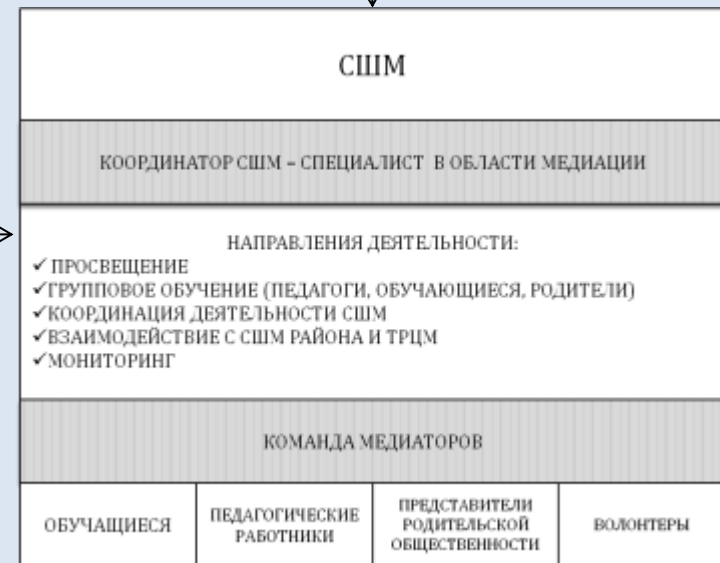 СШМ
КООРДИНАТОР СШМ – СПЕЦИАЛИСТ В ОБЛАСТИ МЕДИАЦИИ
НАПРАВЛЕНИЯ ДЕЯТЕЛЬНОСТИ:
✓ ПРОСВЕЩЕНИЕ
✓ГРУППОВОЕ ОБУЧЕНИЕ (ПЕДАГОГИ, ОБУЧАЮЩИЕСЯ, РОДИТЕЛИ)
✓КООРДИНАЦИЯ ДЕЯТЕЛЬНОСТИ СШМ
✓ВЗАИМОДЕЙСТВИЕ С СШМ РАЙОНА И ТРЦМ
✓МОНИТОРИНГ
КОМАНДА МЕДИАТОРОВ
ОБУЧАЩИЕСЯ
ПЕДАГОГИЧЕСКИЕ
РАБОТНИКИ
ПРЕДСТАВИТЕЛИ
РОДИТЕЛЬСКОЙ
ОБЩЕСТВЕННОСТИ
ВОЛОНТЕРЫ